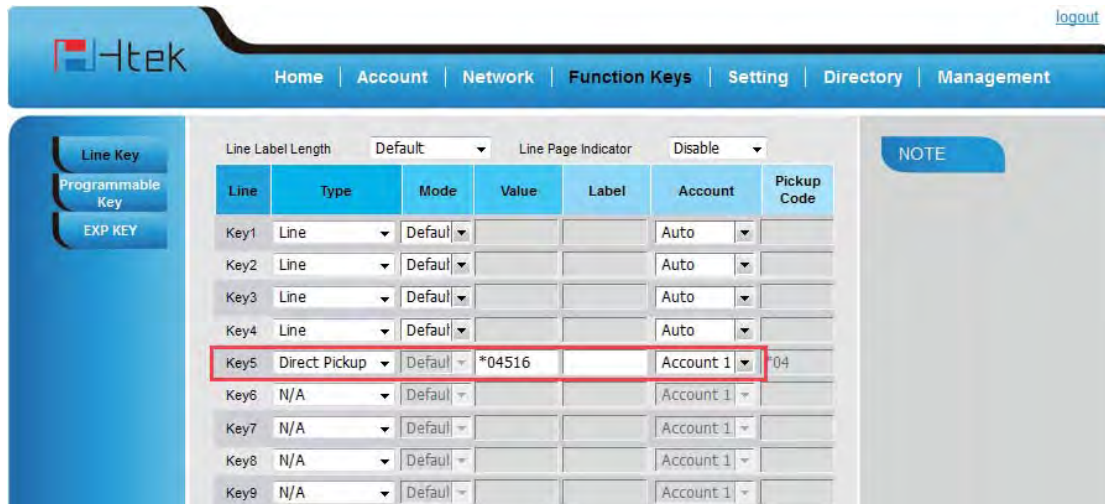 logout
Htek
Home | Account | Network | Function Keys | Setting | Directory | Management
Line Key
Programmable Key
EXP KEY
Line Label Length Default Line Page Indicator Disable
NOTE
Line Type Mode Value Label Account Pickup Code
Key1 Line Defaul Auto
Key2 Line Defaul Auto
Key3 Line Defaul Auto
Key4 Line Defaul Auto
Key5 Direct Pickup Defaul *04516 Account 1 *04
Key6 N/A Defaul Account 1
Key7 N/A Defaul Account 1
Key8 N/A Defaul Account 1
Key9 N/A Defaul Account 1